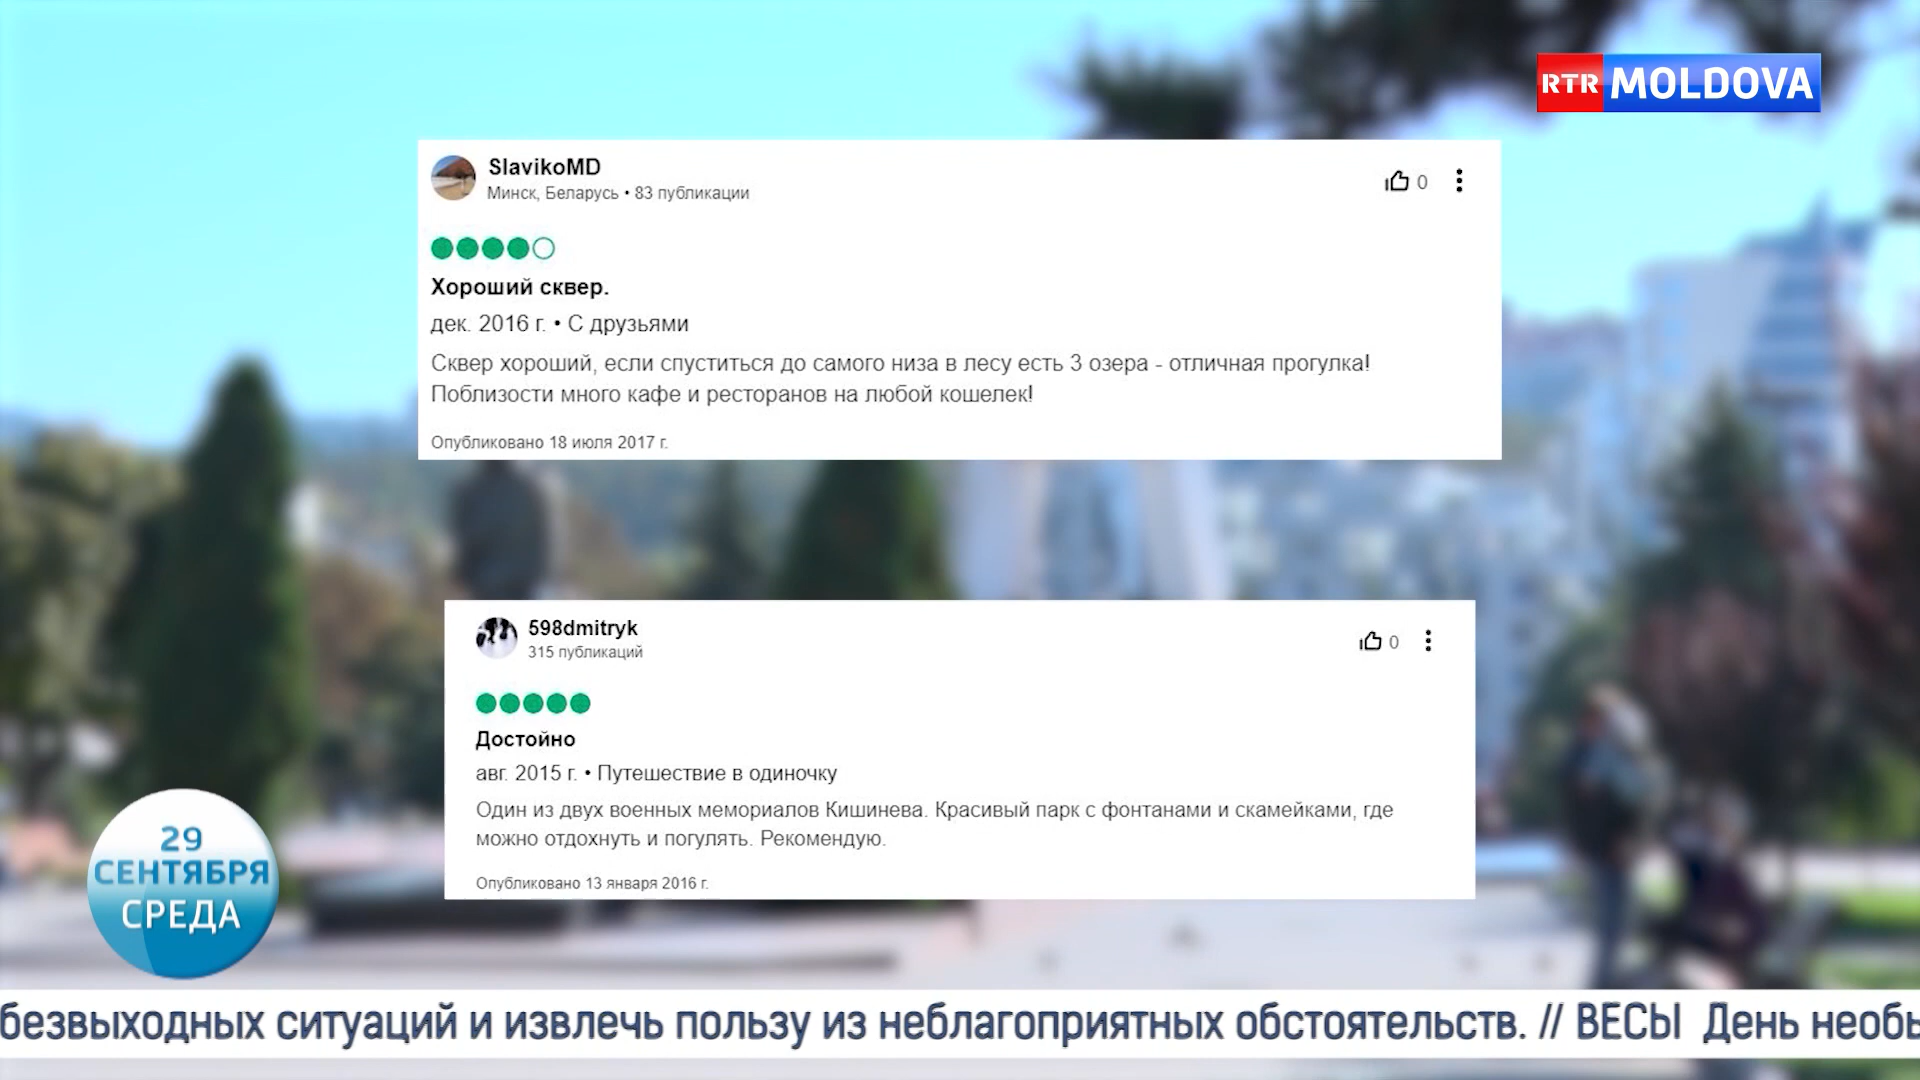 RTR MOLDOVA
SlavikoMD
Минск, Беларусь • 83 публикации
0
Хороший сквер.
дек. 2016 г. • С друзьями
Сквер хороший, если спуститься до самого низа в лесу есть 3 озера - отличная прогулка!
Поблизости много кафе и ресторанов на любой кошелек!
Опубликовано 18 июля 2017 г.
598dmitryk
315 публикаций
0
Достойно
авг. 2015 г. • Путешествие в одиночку
Один из двух военных мемориалов Кишинева. Красивый парк с фонтанами и скамейками, где
можно отдохнуть и погулять. Рекомендую.
Опубликовано 13 января 2016 г.
29
СЕНТЯБРЯ
СРЕДА
безвыходных ситуаций и извлечь пользу из неблагоприятных обстоятельств. // ВЕСЫ День необы